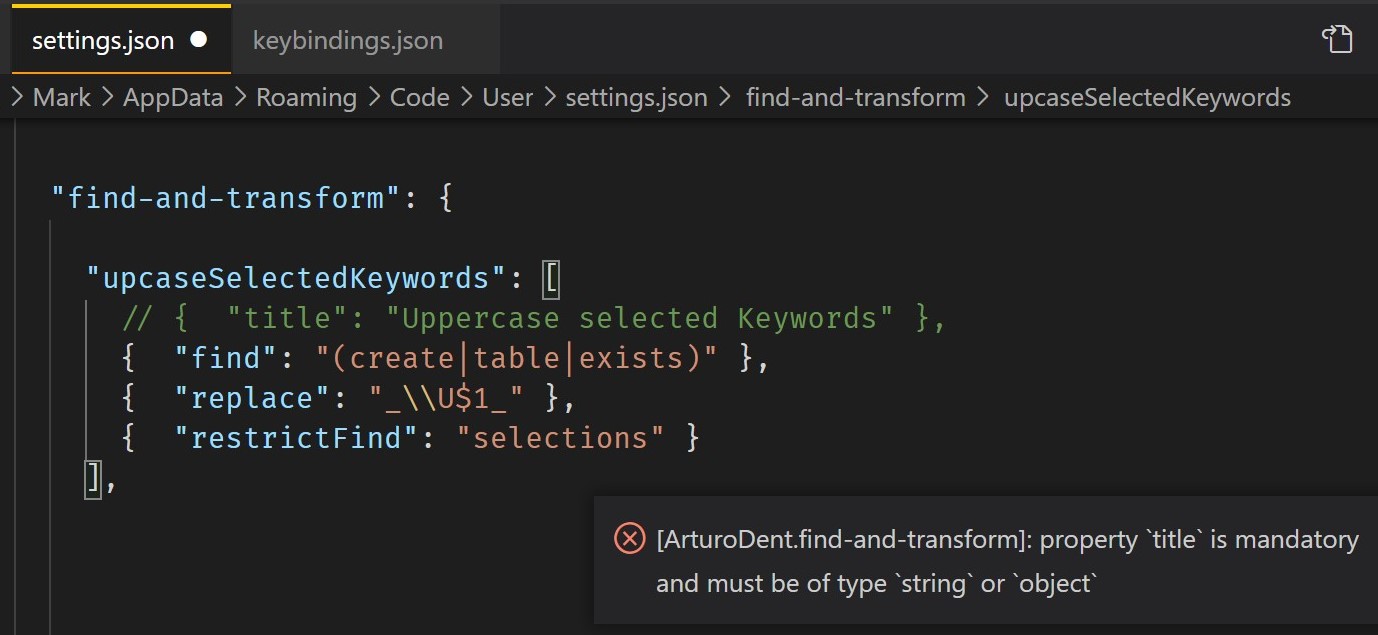 settings.json ● keybindings.json
> Mark > AppData > Roaming > Code > User > settings.json > find-and-transform > upcaseSelectedKeywords
"find-and-transform": {
"upcaseSelectedKeywords": [
// {  "title": "Uppercase selected Keywords" },
{  "find": "(create|table|exists)" },
{  "replace": "_\\U$1_" },
{  "restrictFind": "selections" }
],
[ArturoDent.find-and-transform]: property `title` is mandatory
and must be of type `string` or `object`